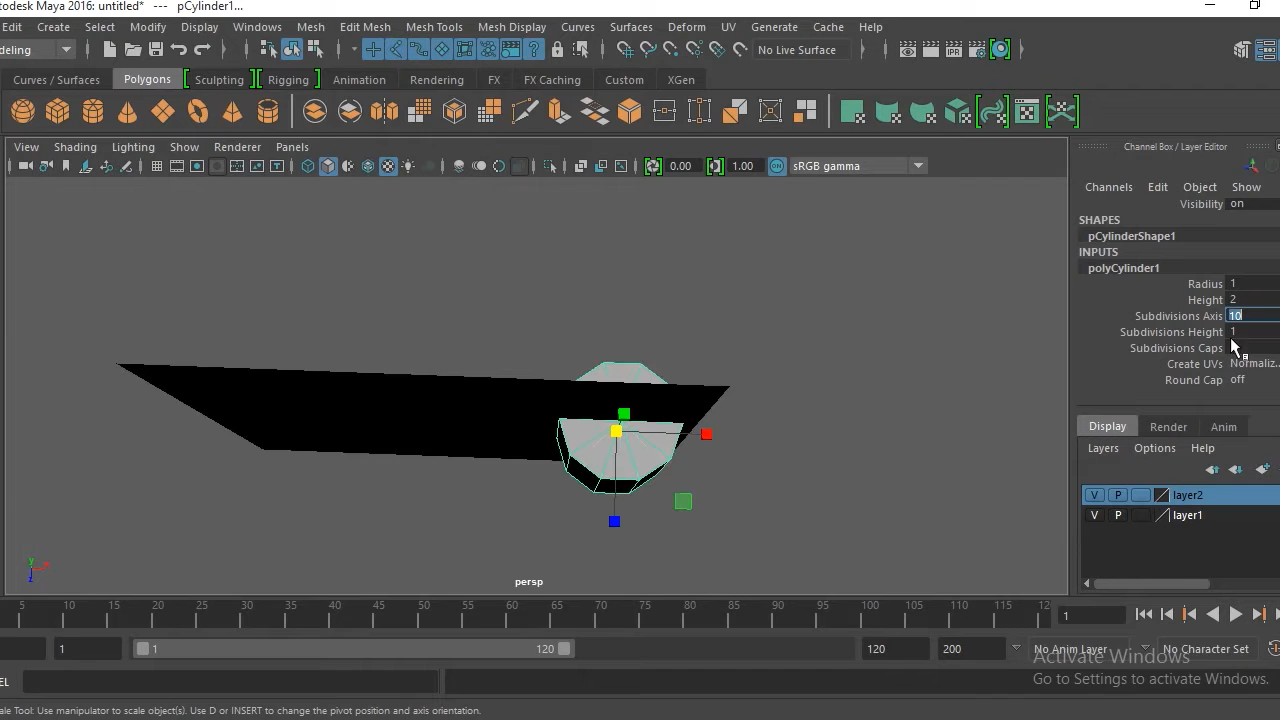 odesk Maya 2016: untitled*   ---   pCylinder1...
Edit Create Select Modify Display Windows Mesh Edit Mesh Mesh Tools Mesh Display Curves Surfaces Deform UV Generate Cache Help
deling No Live Surface
Curves / Surfaces Polygons Sculpting Rigging Animation Rendering FX FX Caching Custom XGen
View Shading Lighting Show Renderer Panels
0.00 1.00 ON sRGB gamma
Channel Box / Layer Editor
Channels Edit Object Show
Visibility on
SHAPES
pCylinderShape1
INPUTS
polyCylinder1
Radius 1
Height 2
Subdivisions Axis 10
Subdivisions Height 1
Subdivisions Caps
Create UVs Normaliz...
Round Cap off
Display Render Anim
Layers Options Help
V P layer2
V P layer1
y
x
z
persp
5 10 15 20 25 30 35 40 45 50 55 60 65 70 75 80 85 90 95 100 105 110 115 12
1
1 1 120 120 200 No Anim Layer No Character Set
EL
Activate Windows
Go to Settings to activate Windows.
ale Tool: Use manipulator to scale object(s). Use D or INSERT to change the pivot position and axis orientation.